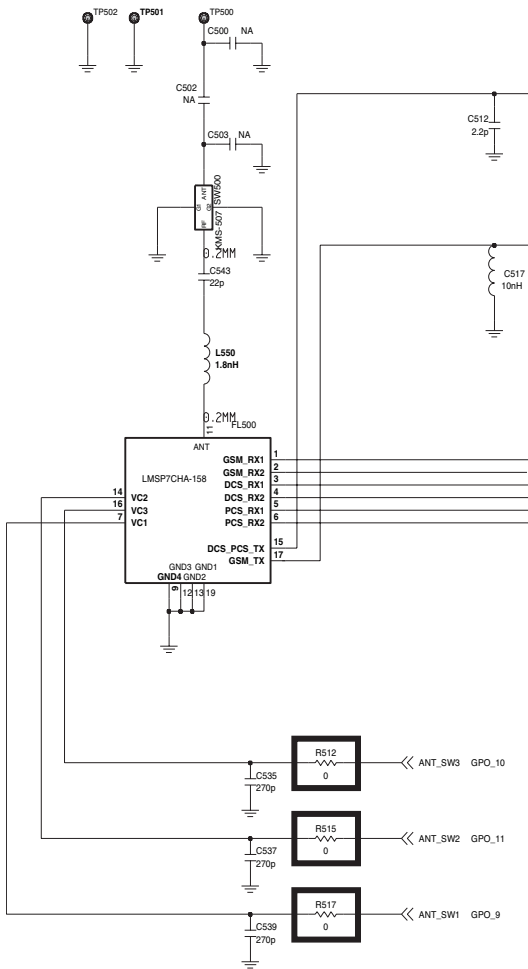 TP502
TP501
TP500
C500 NA
C502
NA
C503 NA
C512
2.2p
ANT
G1
G2
RF
SW500
KMS-507
0.2MM
C543
22p
C517
10nH
L550
1.8nH
0.2MM
11
FL500
ANT
LMSP7CHA-158
GSM_RX1 1
GSM_RX2 2
DCS_RX1 3
14 VC2 DCS_RX2 4
16 VC3 PCS_RX1 5
7 VC1 PCS_RX2 6
DCS_PCS_TX 15
GSM_TX 17
GND3 GND1
GND4 GND2
9 12 13 19
R512
0
ANT_SW3 GPO_10
C535
270p
R515
0
ANT_SW2 GPO_11
C537
270p
R517
0
ANT_SW1 GPO_9
C539
270p